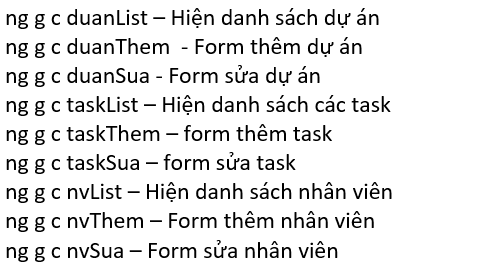 ng g c duanList – Hiện danh sách dự án
ng g c duanThem  - Form thêm dự án
ng g c duanSua - Form sửa dự án
ng g c taskList – Hiện danh sách các task
ng g c taskThem – form thêm task
ng g c taskSua – form sửa task
ng g c nvList – Hiện danh sách nhân viên
ng g c nvThem – Form thêm nhân viên
ng g c nvSua – Form sửa nhân viên